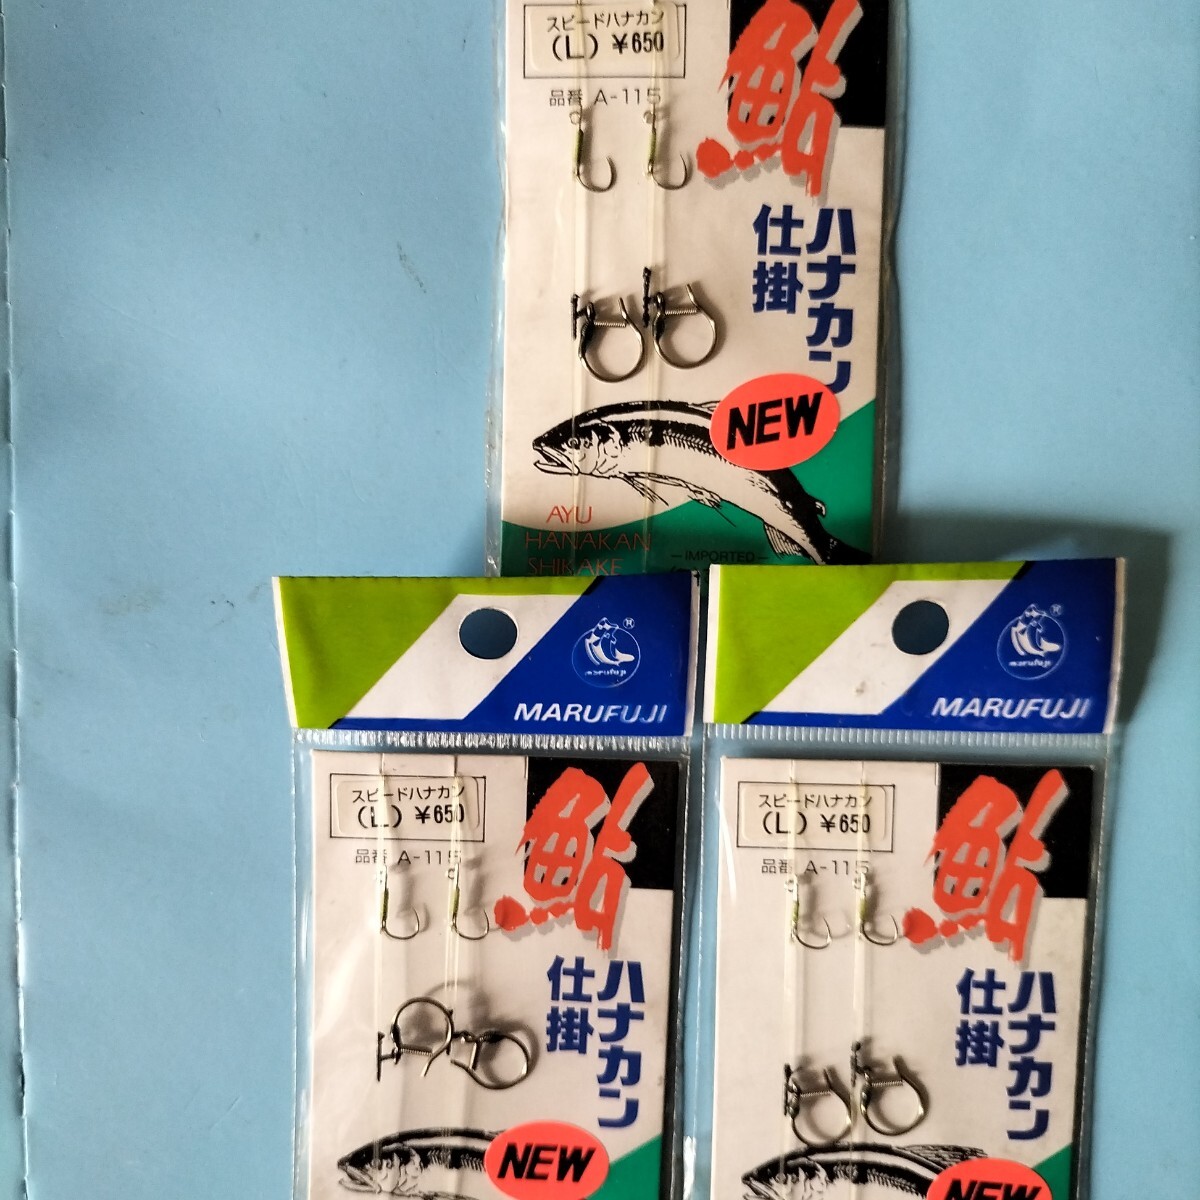 スピードハナカン
(L) ¥650
品番 A-115
鮎
ハナカン
仕掛
NEW
AYU
HANAKAN
SHIKAKE
—IMPORTED—
marufuji
®
MARUFUJI
スピードハナカン
(L) ¥650
品番 A-115
鮎
ハナカン
仕掛
NEW
marufuji
®
MARUFUJI
スピードハナカン
(L) ¥650
品番 A-115
鮎
ハナカン
仕掛
NEW